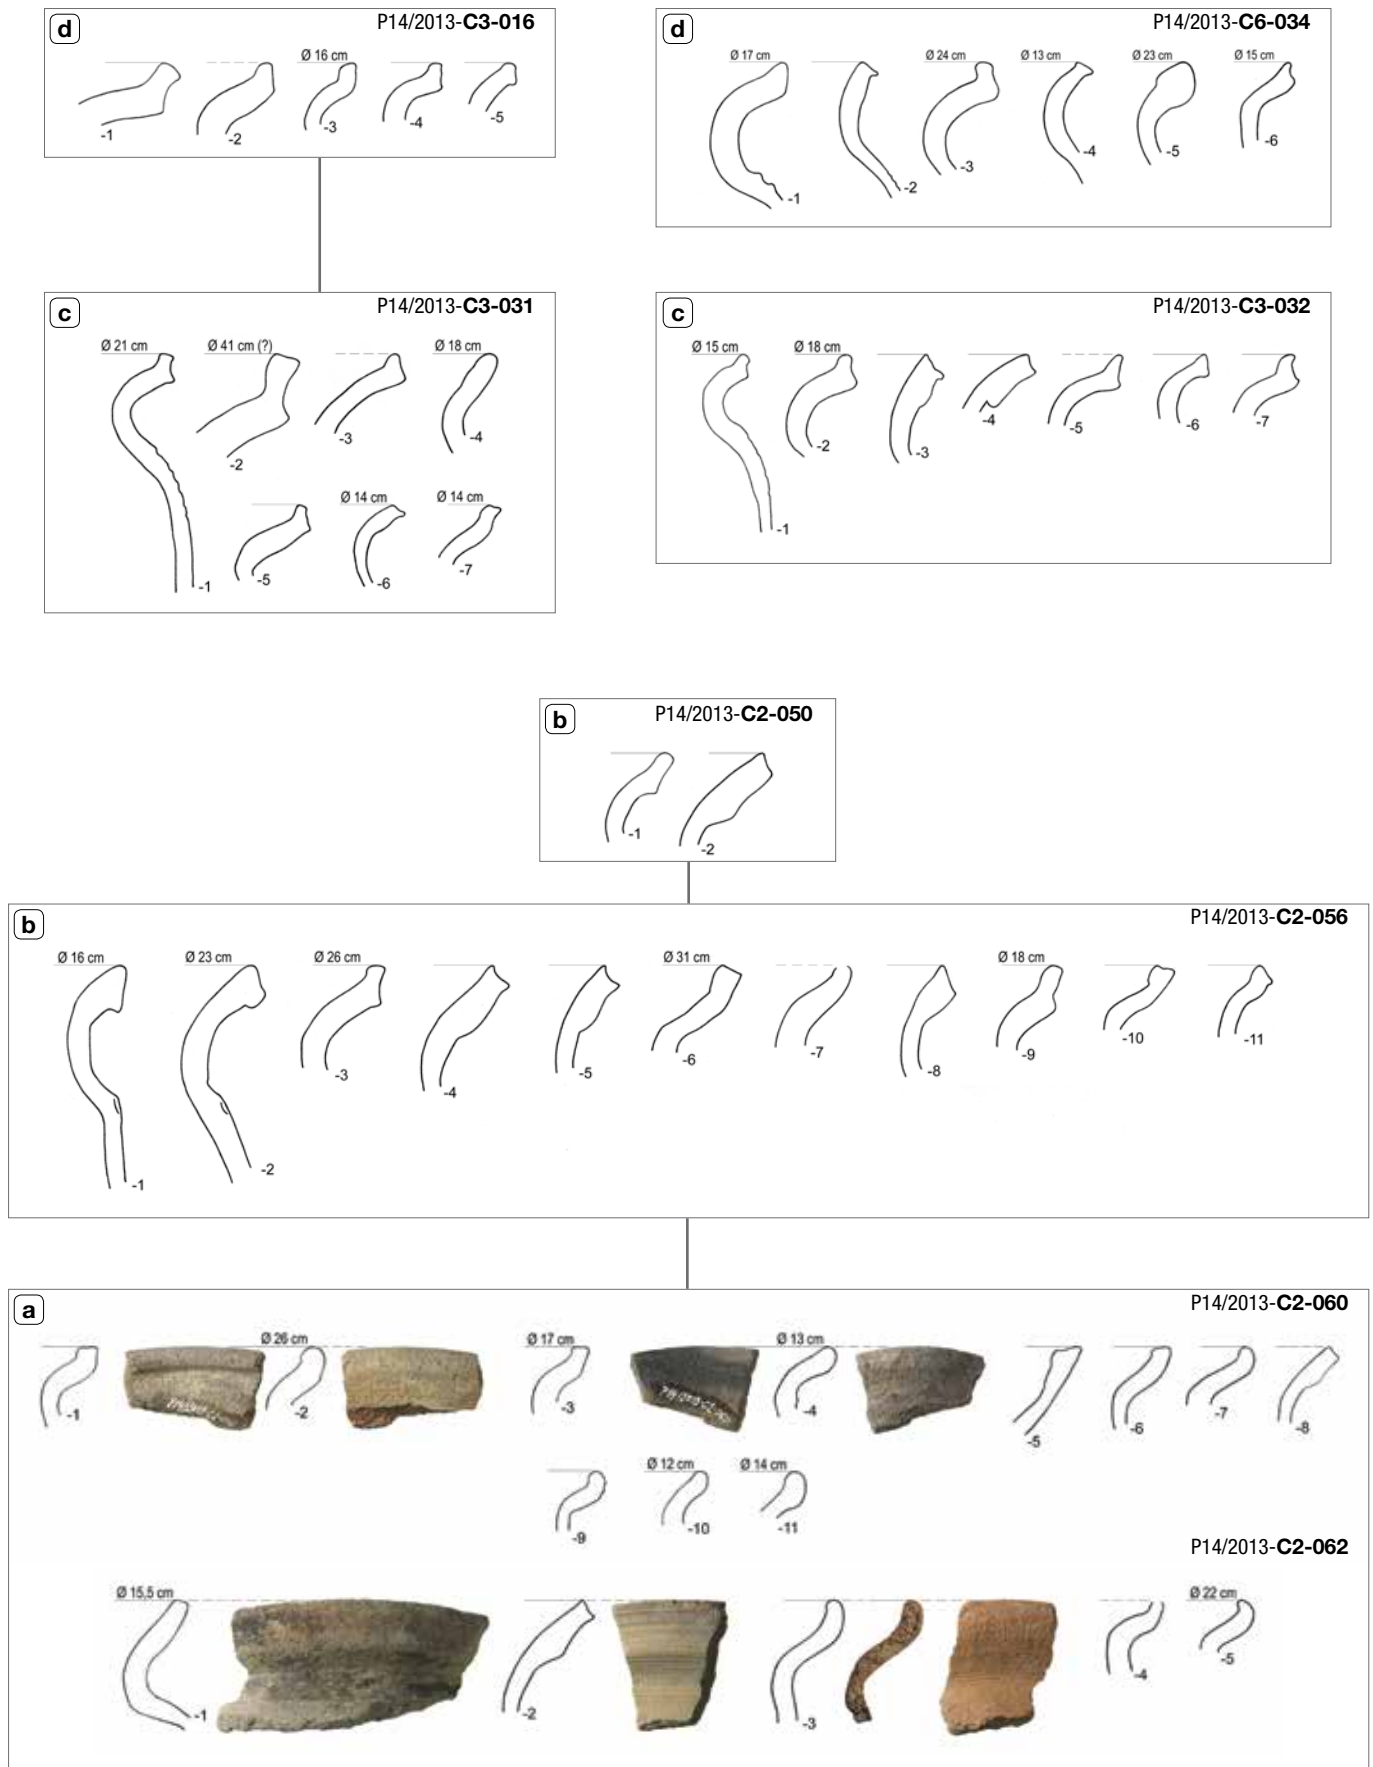 d
P14/2013-C3-016
Ø 16 cm
-1
-2
-3
-4
-5
d
P14/2013-C6-034
Ø 17 cm
Ø 24 cm
Ø 13 cm
Ø 23 cm
Ø 15 cm
-1
-2
-3
-4
-5
-6
c
P14/2013-C3-031
Ø 21 cm
Ø 41 cm (?)
Ø 18 cm
-1
-2
-3
-4
Ø 14 cm
Ø 14 cm
-5
-6
-7
c
P14/2013-C3-032
Ø 15 cm
Ø 18 cm
-1
-2
-3
-4
-5
-6
-7
b
P14/2013-C2-050
-1
-2
b
P14/2013-C2-056
Ø 16 cm
Ø 23 cm
Ø 26 cm
Ø 31 cm
Ø 18 cm
-1
-2
-3
-4
-5
-6
-7
-8
-9
-10
-11
a
P14/2013-C2-060
Ø 26 cm
Ø 17 cm
Ø 13 cm
-1
-2
-3
-4
-5
-6
-7
-8
Ø 12 cm
Ø 14 cm
-9
-10
-11
P14/2013-C2-062
Ø 15,5 cm
Ø 22 cm
-1
-2
-3
-4
-5